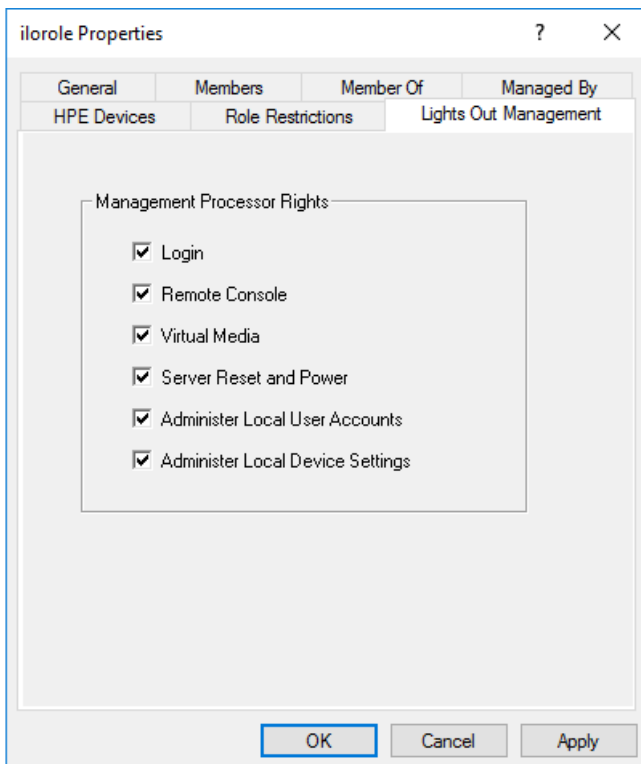 ilorole Properties
?
General Members Member Of Managed By
HPE Devices Role Restrictions Lights Out Management
Management Processor Rights
Login
Remote Console
Virtual Media
Server Reset and Power
Administer Local User Accounts
Administer Local Device Settings
OK Cancel Apply